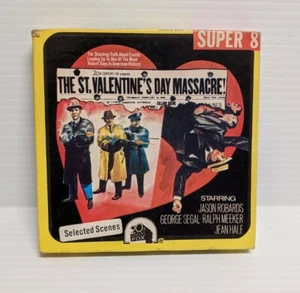 SUPER 8
The Shocking Truth About Events
Leading Up To One Of The Most
Violent Days In American History!
20th CENTURY-FOX presents
THE ST. VALENTINE'S DAY MASSACRE!
STARRING
JASON ROBARDS
GEORGE SEGAL·RALPH MEEKER
JEAN HALE
Selected Scenes
FOX